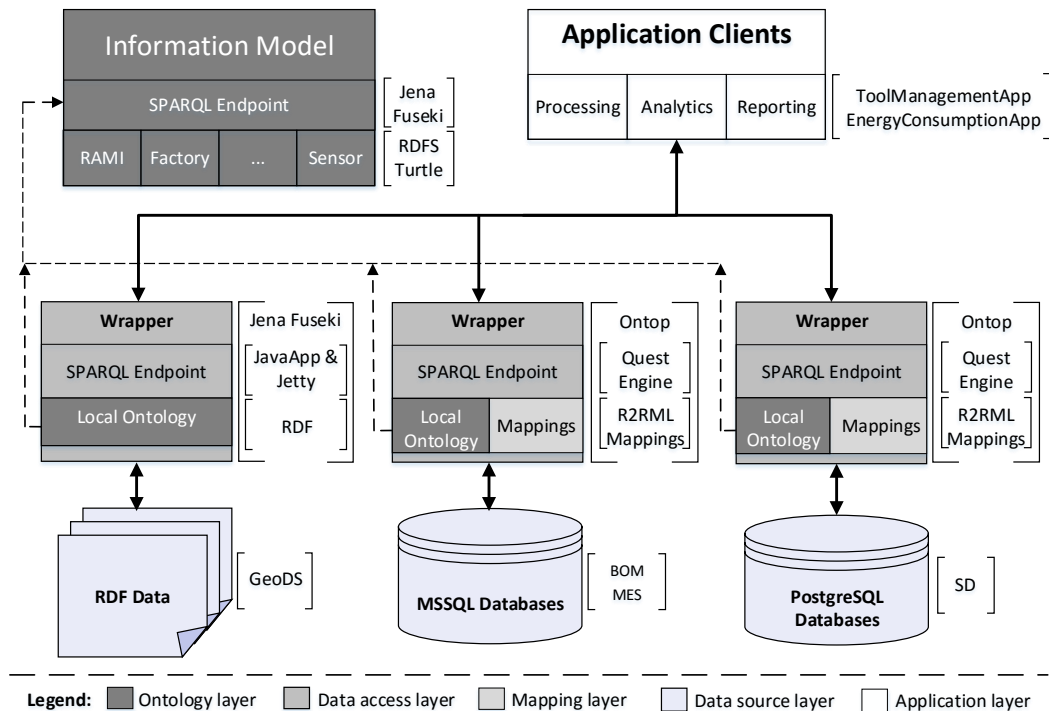 Information Model
SPARQL Endpoint
RAMI
Factory
...
Sensor
Jena
Fuseki
RDFS
Turtle
Application Clients
Processing
Analytics
Reporting
ToolManagementApp
EnergyConsumptionApp
Wrapper
SPARQL Endpoint
Local Ontology
Jena Fuseki
JavaApp &
Jetty
RDF
Wrapper
SPARQL Endpoint
Local
Ontology
Mappings
Ontop
Quest
Engine
R2RML
Mappings
Wrapper
SPARQL Endpoint
Local
Ontology
Mappings
Ontop
Quest
Engine
R2RML
Mappings
RDF Data
GeoDS
MSSQL Databases
BOM
MES
PostgreSQL
Databases
SD
Legend: Ontology layer Data access layer Mapping layer Data source layer Application layer